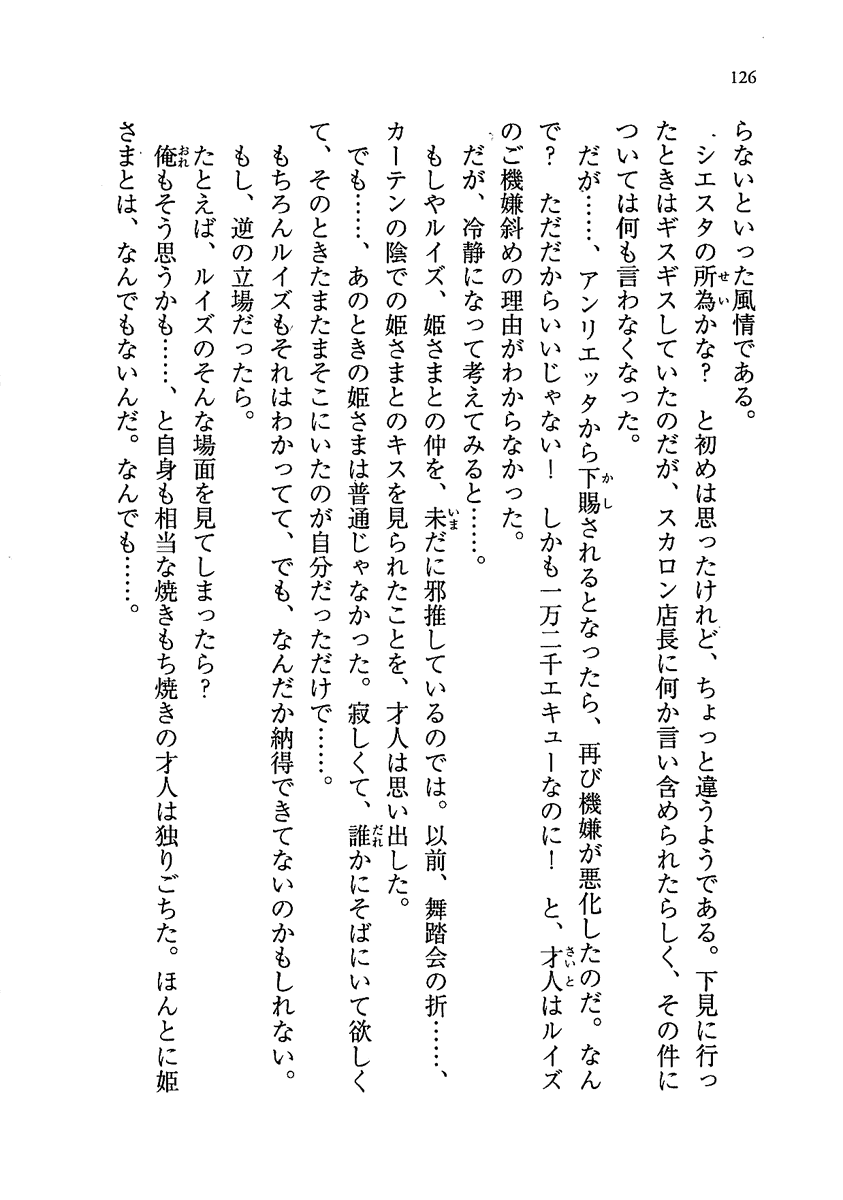 126
らないといった風情である。
シエスタの所為かな?　と初めは思ったけれど、ちょっと違うようである。下見に行っ
たときはギスギスしていたのだが、スカロン店長に何か言い含められたらしく、その件に
ついては何も言わなくなった。
だが……、アンリエッタから下賜されるとなったら、再び機嫌が悪化したのだ。なん
で?　ただだからいいじゃない!　しかも一万二千エキューなのに!　と、才人はルイズ
のご機嫌斜めの理由がわからなかった。
だが、冷静になって考えてみると……。
もしやルイズ、姫さまとの仲を、未だに邪推しているのでは。以前、舞踏会の折……、
カーテンの陰での姫さまとのキスを見られたことを、才人は思い出した。
でも……、あのときの姫さまは普通じゃなかった。寂しくて、誰かにそばにいて欲しく
て、そのときたまたまそこにいたのが自分だっただけで……。
もちろんルイズもそれはわかってて、でも、なんだか納得できてないのかもしれない。
もし、逆の立場だったら。
たとえば、ルイズのそんな場面を見てしまったら?
俺もそう思うかも……、と自身も相当な焼きもち焼きの才人は独りごちた。ほんとに姫
さまとは、なんでもないんだ。なんでも……。